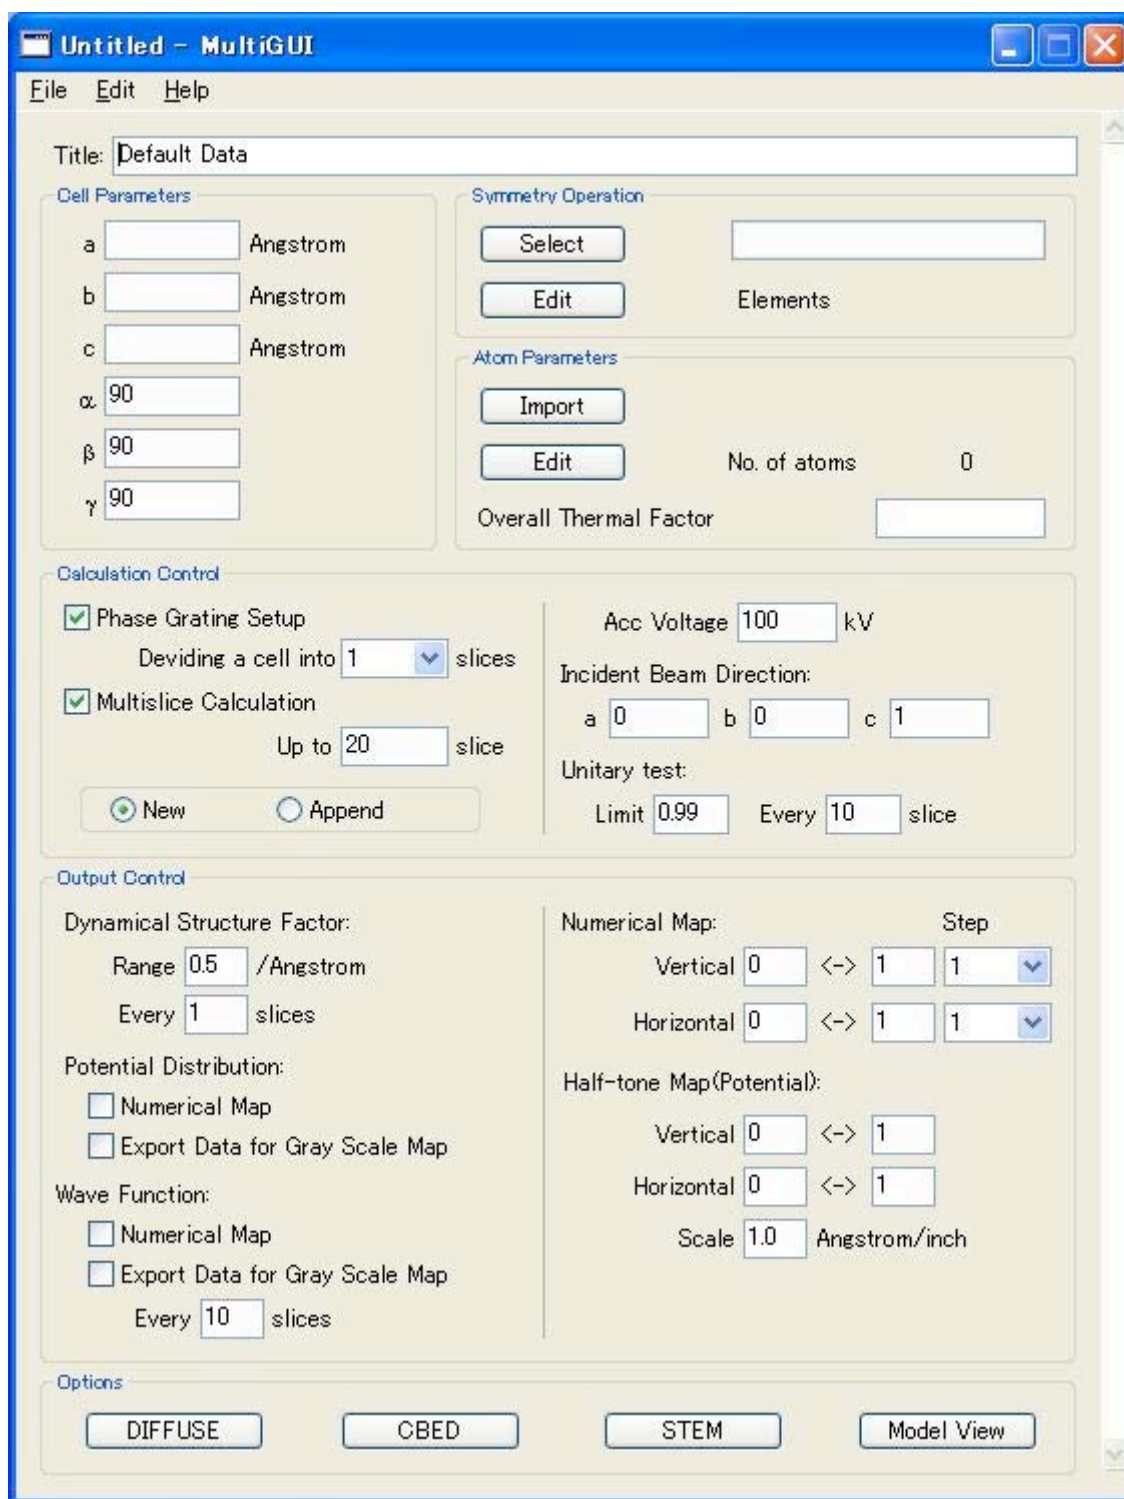 Untitled - MultiGUI
File Edit Help
Title: Default Data
Cell Parameters
a Angstrom
b Angstrom
c Angstrom
α 90
β 90
γ 90
Symmetry Operation
Select
Edit Elements
Atom Parameters
Import
Edit No. of atoms 0
Overall Thermal Factor
Calculation Control
Phase Grating Setup
Deviding a cell into 1 slices
Multislice Calculation
Up to 20 slice
New Append
Acc Voltage 100 kV
Incident Beam Direction:
a 0 b 0 c 1
Unitary test:
Limit 0.99 Every 10 slice
Output Control
Dynamical Structure Factor:
Range 0.5 /Angstrom
Every 1 slices
Potential Distribution:
Numerical Map
Export Data for Gray Scale Map
Wave Function:
Numerical Map
Export Data for Gray Scale Map
Every 10 slices
Numerical Map: Step
Vertical 0 <-> 1 1
Horizontal 0 <-> 1 1
Half-tone Map(Potential):
Vertical 0 <-> 1
Horizontal 0 <-> 1
Scale 1.0 Angstrom/inch
Options
DIFFUSE CBED STEM Model View